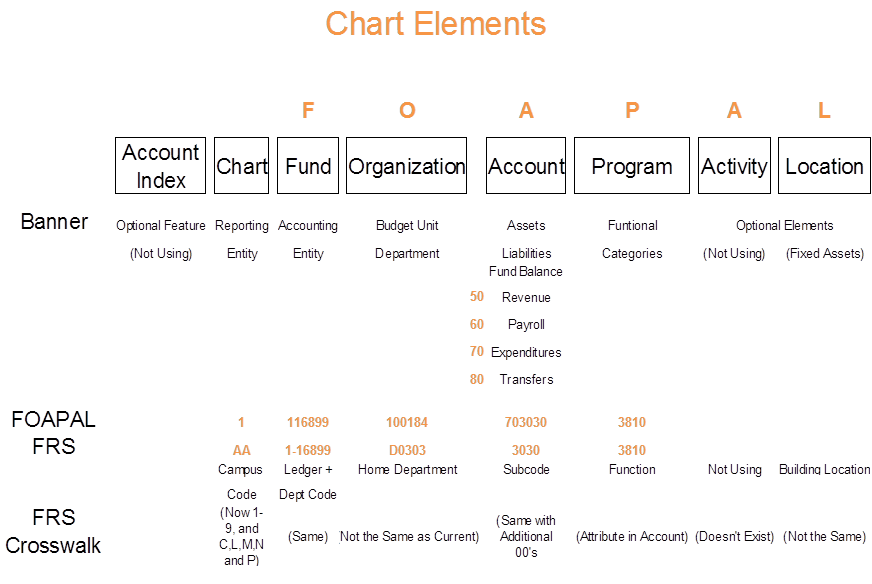 Chart Elements
F O A P A L
Account Index Chart Fund Organization Account Program Activity Location
Banner Optional Feature Reporting Accounting Budget Unit Assets Funtional Optional Elements
(Not Using) Entity Entity Department Liabilities Categories (Not Using) (Fixed Assets)
Fund Balance
50 Revenue
60 Payroll
70 Expenditures
80 Transfers
FOAPAL 1 116899 100184 703030 3810
FRS AA 1-16899 D0303 3030 3810
Campus Ledger + Home Department Subcode Function Not Using Building Location
Code Dept Code
FRS Crosswalk (Now 1-9, and C,L,M,N and P) (Same) Not the Same as Current) (Same with Additional 00's (Attribute in Account) (Doesn't Exist) (Not the Same)